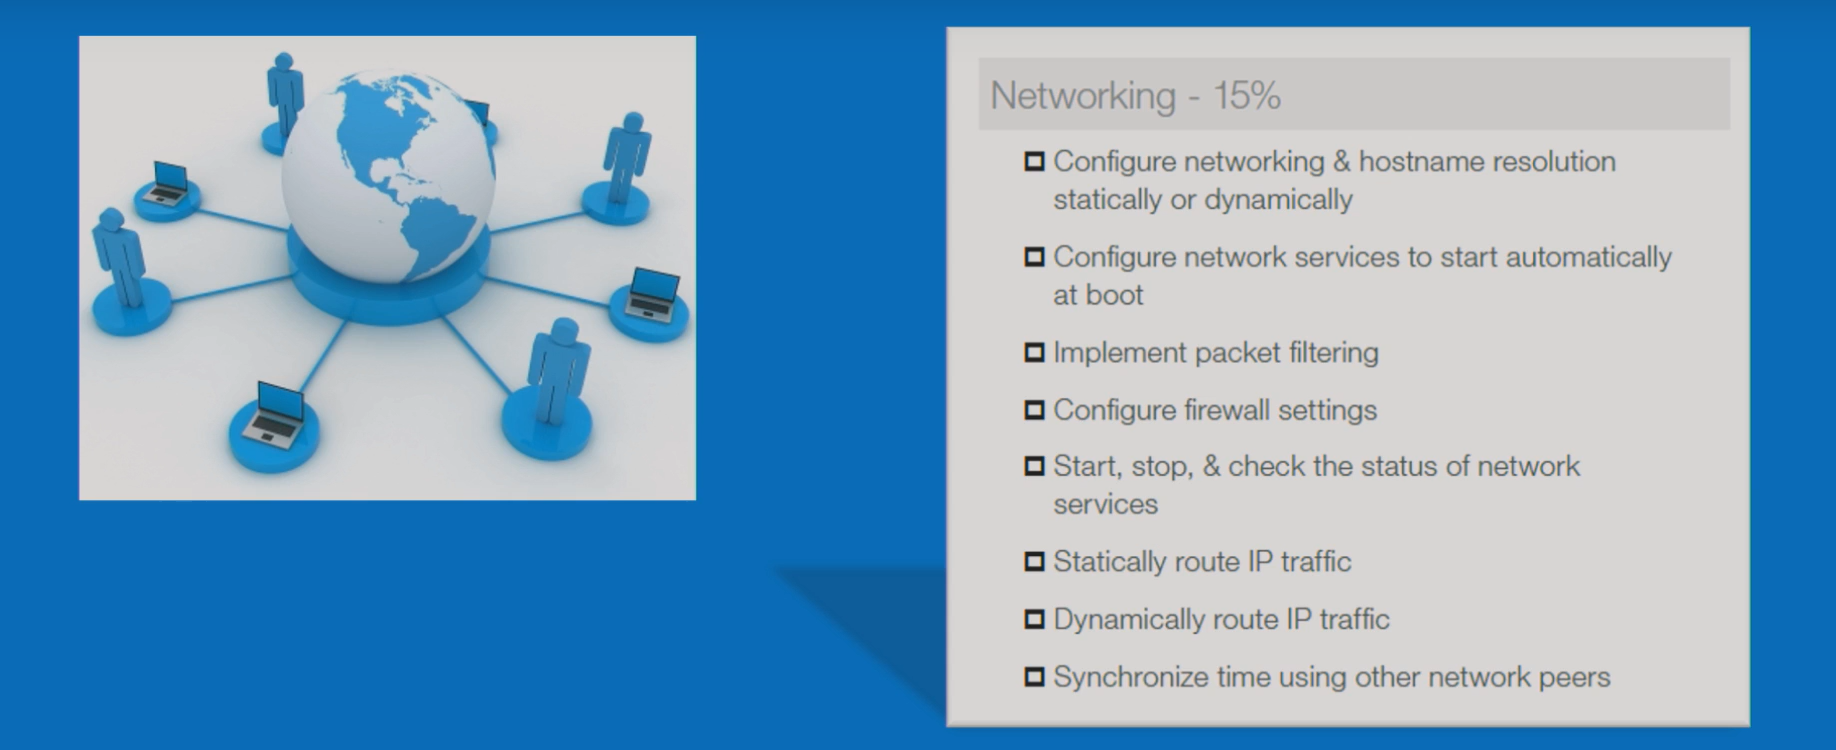 Networking - 15%
Configure networking & hostname resolution
statically or dynamically
Configure network services to start automatically
at boot
Implement packet filtering
Configure firewall settings
Start, stop, & check the status of network
services
Statically route IP traffic
Dynamically route IP traffic
Synchronize time using other network peers